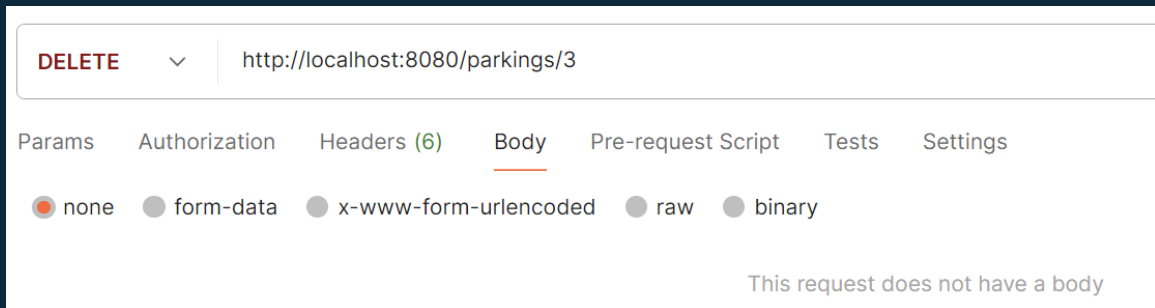 DELETE http://localhost:8080/parkings/3
Params Authorization Headers (6) Body Pre-request Script Tests Settings
none form-data x-www-form-urlencoded raw binary
This request does not have a body